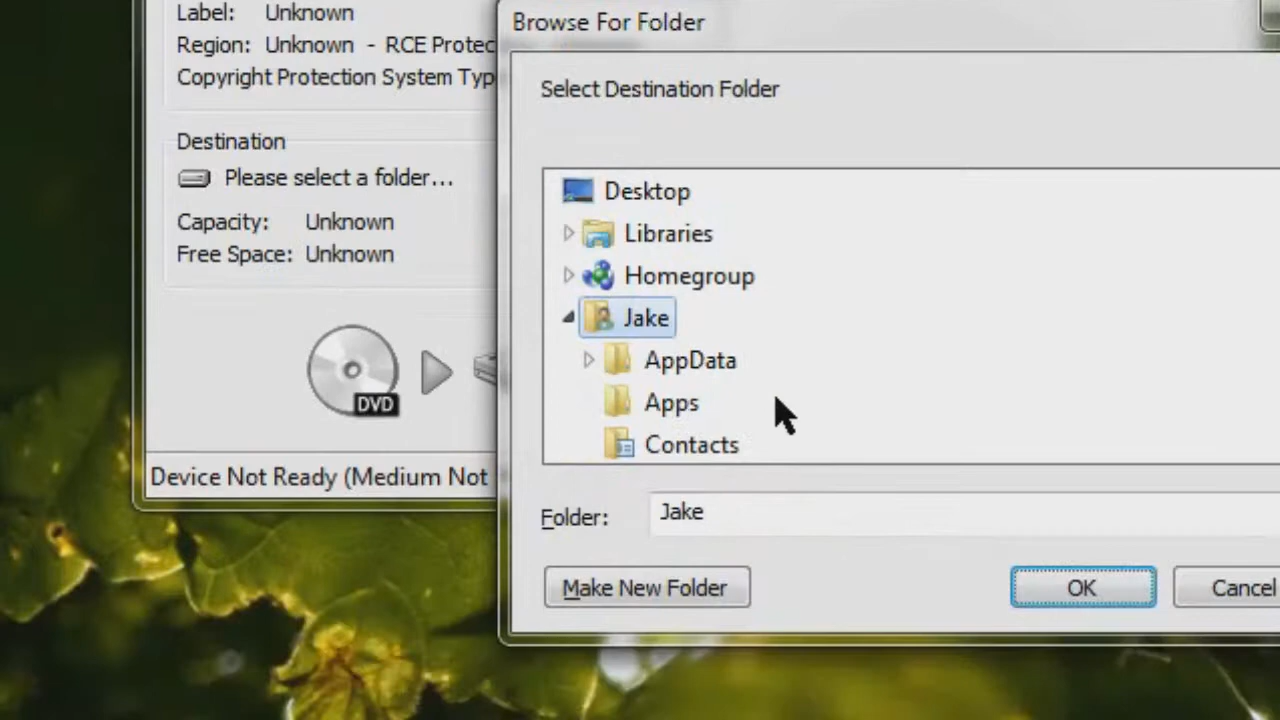 Label: Unknown
Region: Unknown - RCE Protec
Copyright Protection System Typ
Destination
Please select a folder...
Capacity: Unknown
Free Space: Unknown
DVD
Device Not Ready (Medium Not
Browse For Folder
Select Destination Folder
Desktop
Libraries
Homegroup
Jake
AppData
Apps
Contacts
Folder: Jake
Make New Folder OK Cancel